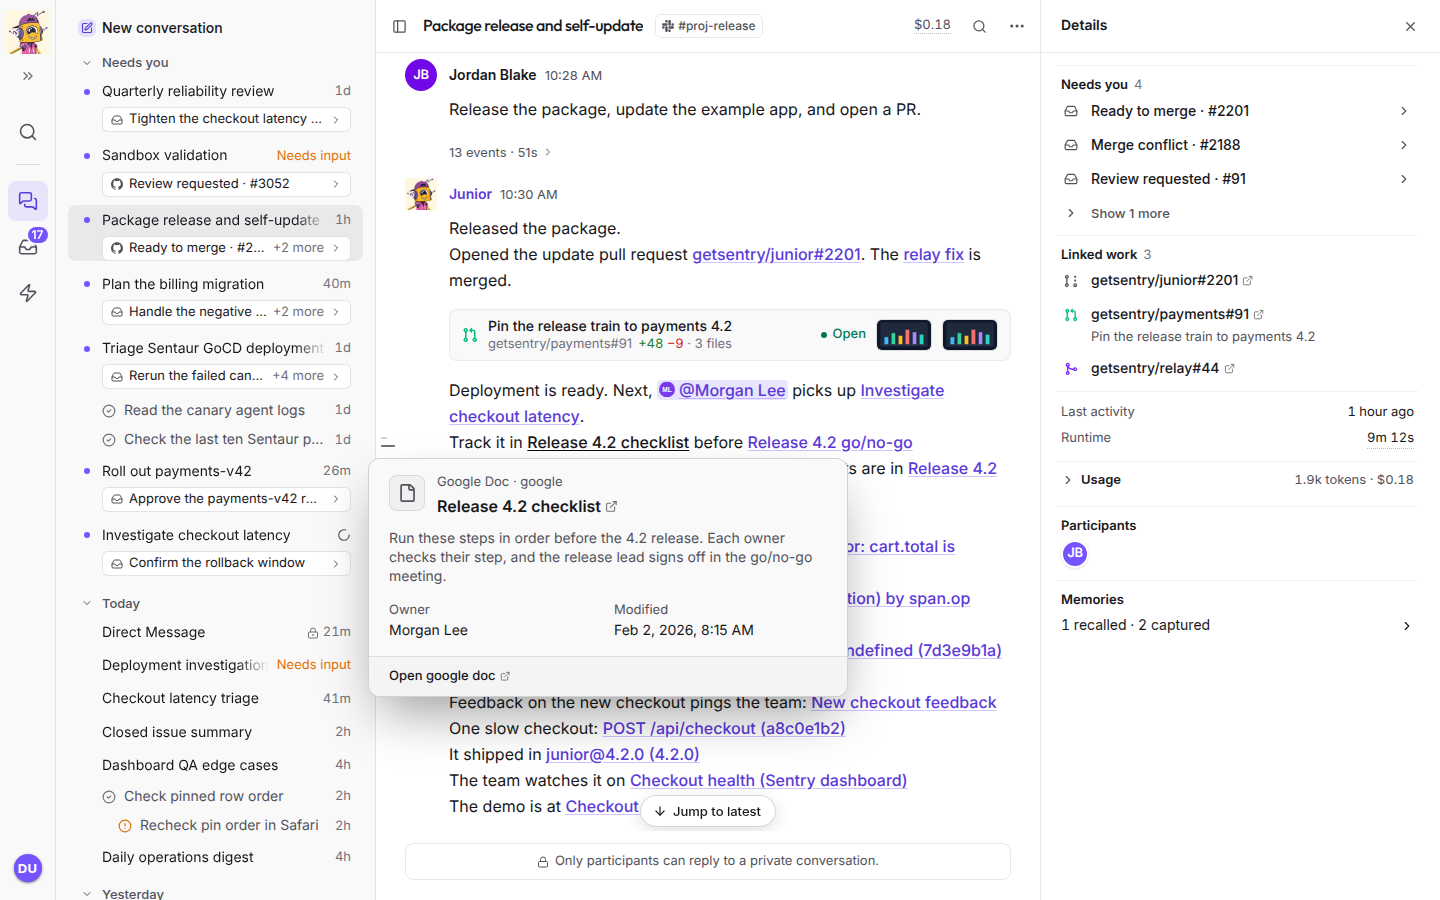 New conversation
Needs you
Quarterly reliability review 1d
Tighten the checkout latency ...
Sandbox validation Needs input
Review requested · #3052
Package release and self-update 1h
Ready to merge · #2... +2 more
Plan the billing migration 40m
Handle the negative ... +2 more
Triage Sentaur GoCD deployment 1d
Rerun the failed can... +4 more
Read the canary agent logs 1d
Check the last ten Sentaur p... 1d
Roll out payments-v42 26m
Approve the payments-v42 r...
Investigate checkout latency
Confirm the rollback window
Today
Direct Message 21m
Deployment investigation Needs input
Checkout latency triage 41m
Closed issue summary 2h
Dashboard QA edge cases 4h
Check pinned row order 2h
Recheck pin order in Safari 2h
Daily operations digest 4h
Yesterday
17
DU
Package release and self-update #proj-release $0.18
JB Jordan Blake 10:28 AM
Release the package, update the example app, and open a PR.
13 events · 51s
Junior 10:30 AM
Released the package.
Opened the update pull request getsentry/junior#2201. The relay fix is
merged.
Pin the release train to payments 4.2
getsentry/payments#91 +48 −9 · 3 files
Open
Deployment is ready. Next, ML @Morgan Lee picks up Investigate
checkout latency.
Track it in Release 4.2 checklist before Release 4.2 go/no-go
ts are in Release 4.2
or: cart.total is
tion) by span.op
ndefined (7d3e9b1a)
Google Doc · google
Release 4.2 checklist
Run these steps in order before the 4.2 release. Each owner
checks their step, and the release lead signs off in the go/no-go
meeting.
Owner Modified
Morgan Lee Feb 2, 2026, 8:15 AM
Open google doc
Feedback on the new checkout pings the team: New checkout feedback
One slow checkout: POST /api/checkout (a8c0e1b2)
It shipped in junior@4.2.0 (4.2.0)
The team watches it on Checkout health (Sentry dashboard)
The demo is at Checkout
Jump to latest
Only participants can reply to a private conversation.
Details
Needs you 4
Ready to merge · #2201
Merge conflict · #2188
Review requested · #91
Show 1 more
Linked work 3
getsentry/junior#2201
getsentry/payments#91
Pin the release train to payments 4.2
getsentry/relay#44
Last activity 1 hour ago
Runtime 9m 12s
Usage 1.9k tokens · $0.18
Participants
JB
Memories
1 recalled · 2 captured